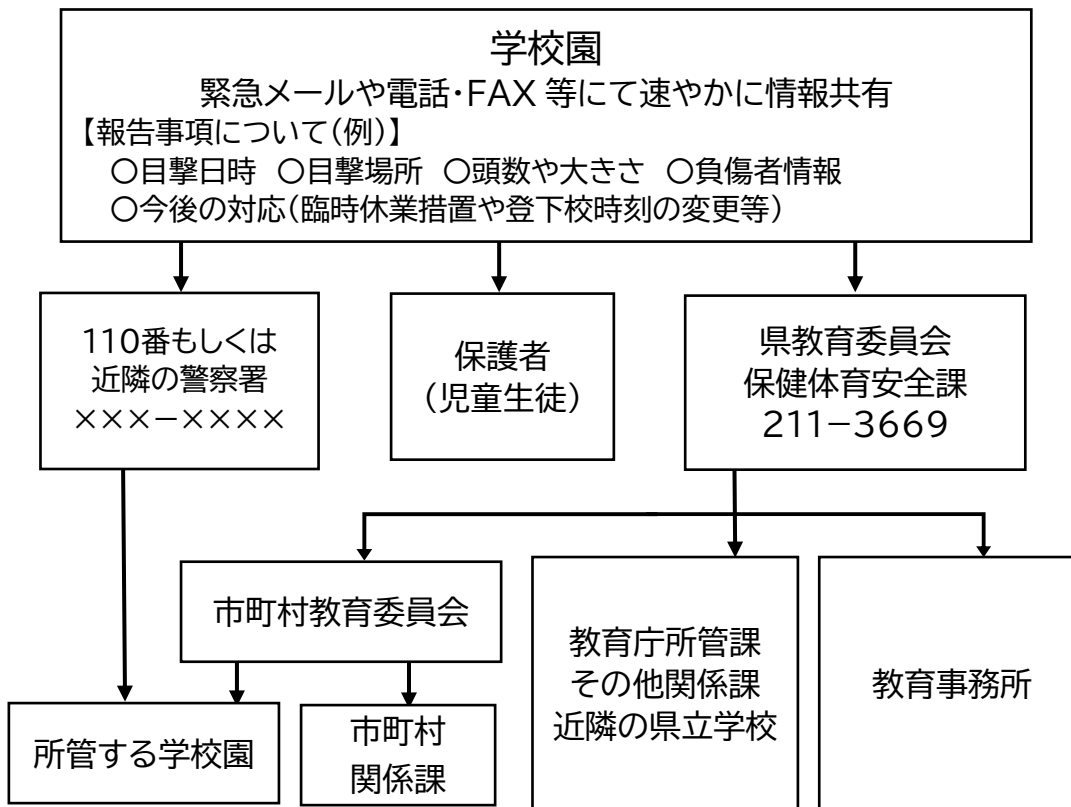 学校園
緊急メールや電話・FAX等にて速やかに情報共有
【報告事項について(例)】
○目撃日時 ○目撃場所 ○頭数や大きさ ○負傷者情報
○今後の対応(臨時休業措置や登下校時刻の変更等)
110番もしくは
近隣の警察署
×××-××××
保護者
(児童生徒)
県教育委員会
保健体育安全課
211-3669
市町村教育委員会
教育庁所管課
その他関係課
近隣の県立学校
教育事務所
所管する学校園
市町村
関係課